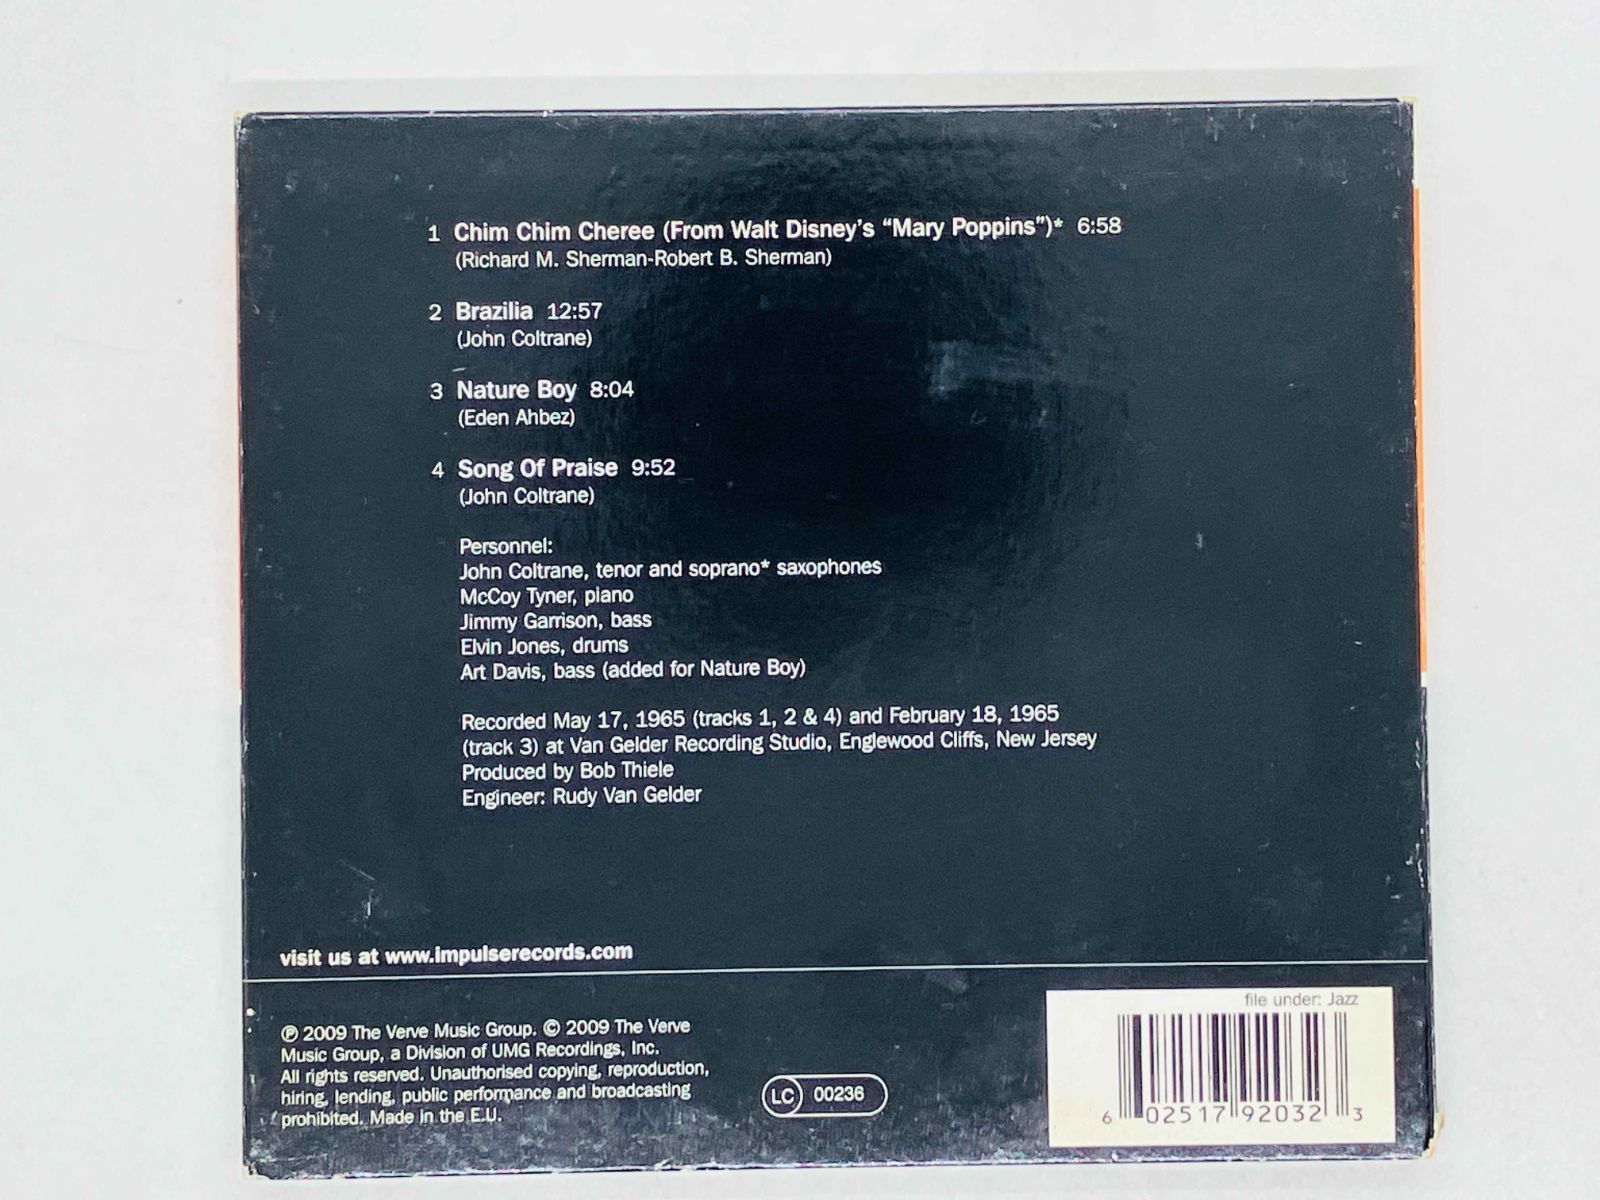 1 Chim Chim Cheree (From Walt Disney's "Mary Poppins")* 6:58
(Richard M. Sherman-Robert B. Sherman)
2 Brazilia 12:57
(John Coltrane)
3 Nature Boy 8:04
(Eden Ahbez)
4 Song Of Praise 9:52
(John Coltrane)
Personnel:
John Coltrane, tenor and soprano* saxophones
McCoy Tyner, piano
Jimmy Garrison, bass
Elvin Jones, drums
Art Davis, bass (added for Nature Boy)
Recorded May 17, 1965 (tracks 1, 2 & 4) and February 18, 1965
(track 3) at Van Gelder Recording Studio, Englewood Cliffs, New Jersey
Produced by Bob Thiele
Engineer: Rudy Van Gelder
visit us at www.impulserecords.com
℗ 2009 The Verve Music Group. © 2009 The Verve
Music Group, a Division of UMG Recordings, Inc.
All rights reserved. Unauthorised copying, reproduction,
hiring, lending, public performance and broadcasting
prohibited. Made in the E.U.
LC 00236
file under: Jazz
6 02517 92032 3